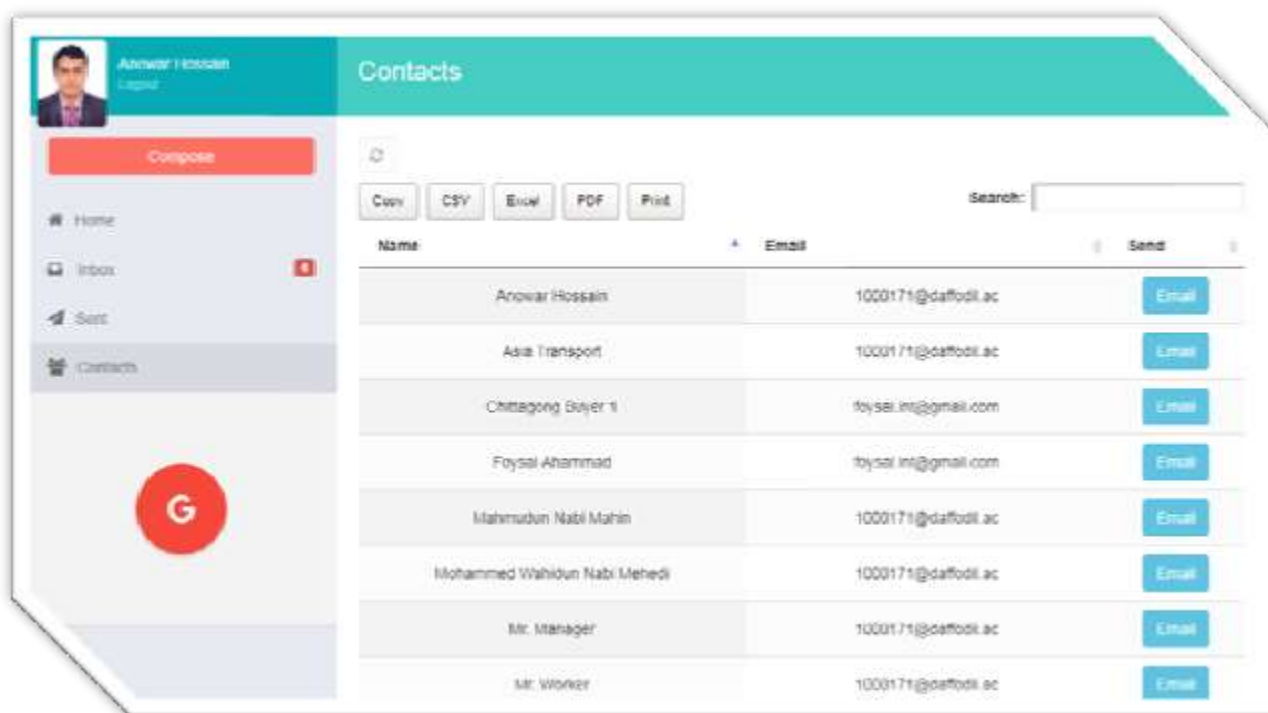 Anowar Hossain
Logout
Contacts
Compose
Home
Inbox
Sent
Contacts
G
Copy CSV Excel PDF Print
Search:
Name Email Send
Anowar Hossain 1000171@daffodil.ac Email
Asia Transport 1000171@daffodil.ac Email
Chittagong Buyer 1 foysal.int@gmail.com Email
Foysal Ahammad foysal.int@gmail.com Email
Mahmudun Nabi Mahin 1000171@daffodil.ac Email
Mohammed Wahidun Nabi Mehedi 1000171@daffodil.ac Email
Mr. Manager 1000171@daffodil.ac Email
Mr. Worker 1000171@daffodil.ac Email